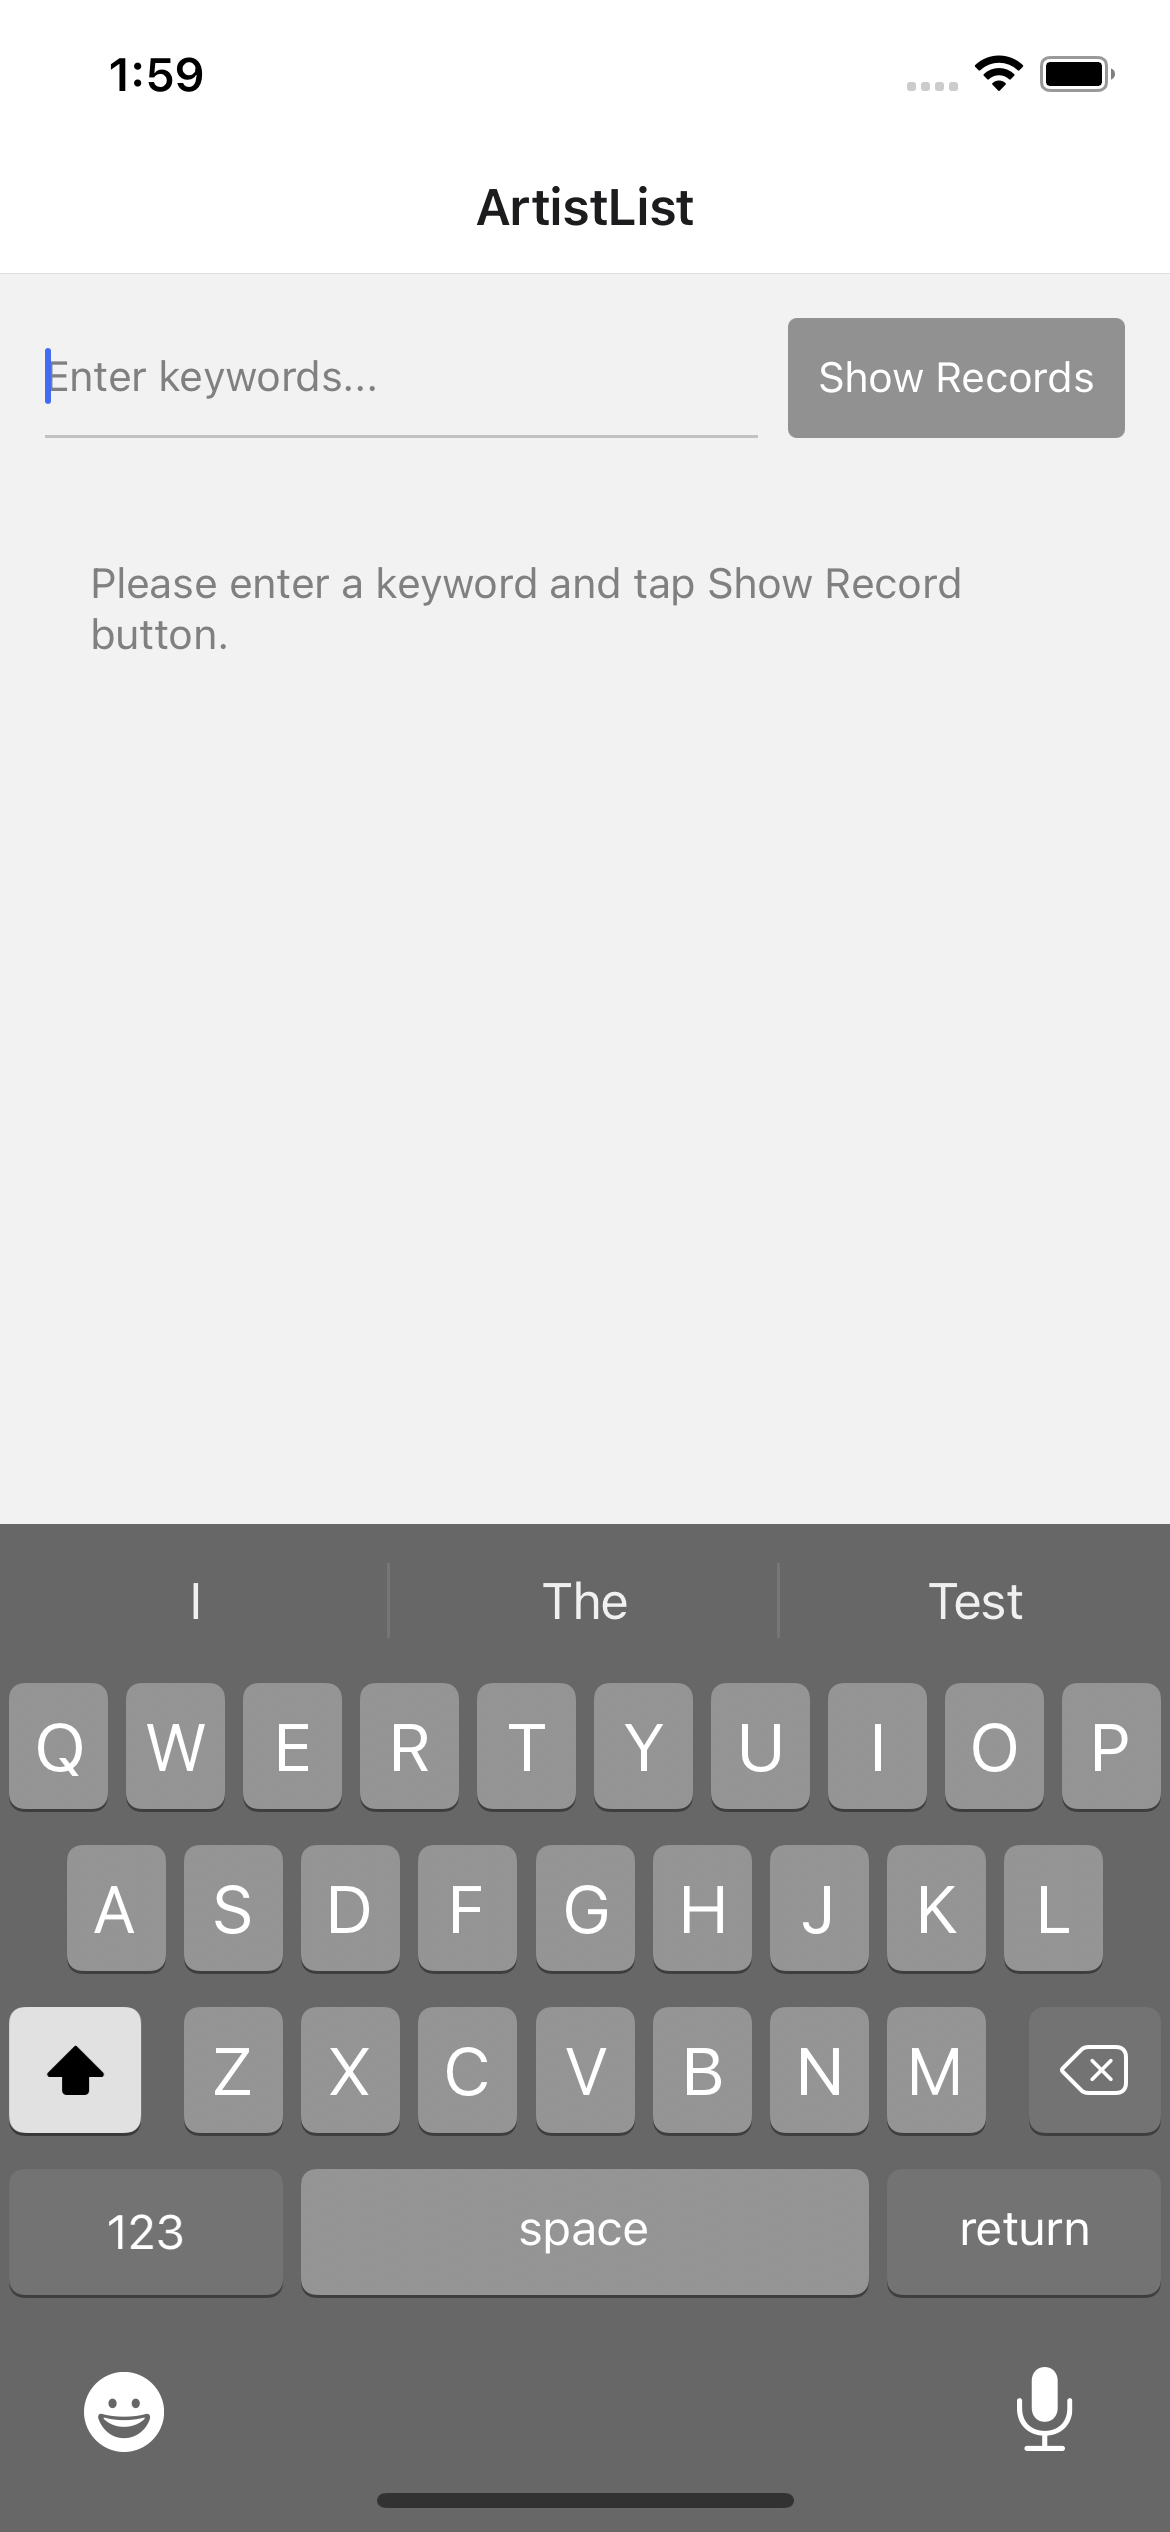 1:59
ArtistList
Enter keywords...
Show Records
Please enter a keyword and tap Show Record
button.
I The Test
Q W E R T Y U I O P
A S D F G H J K L
Z X C V B N M
123 space return